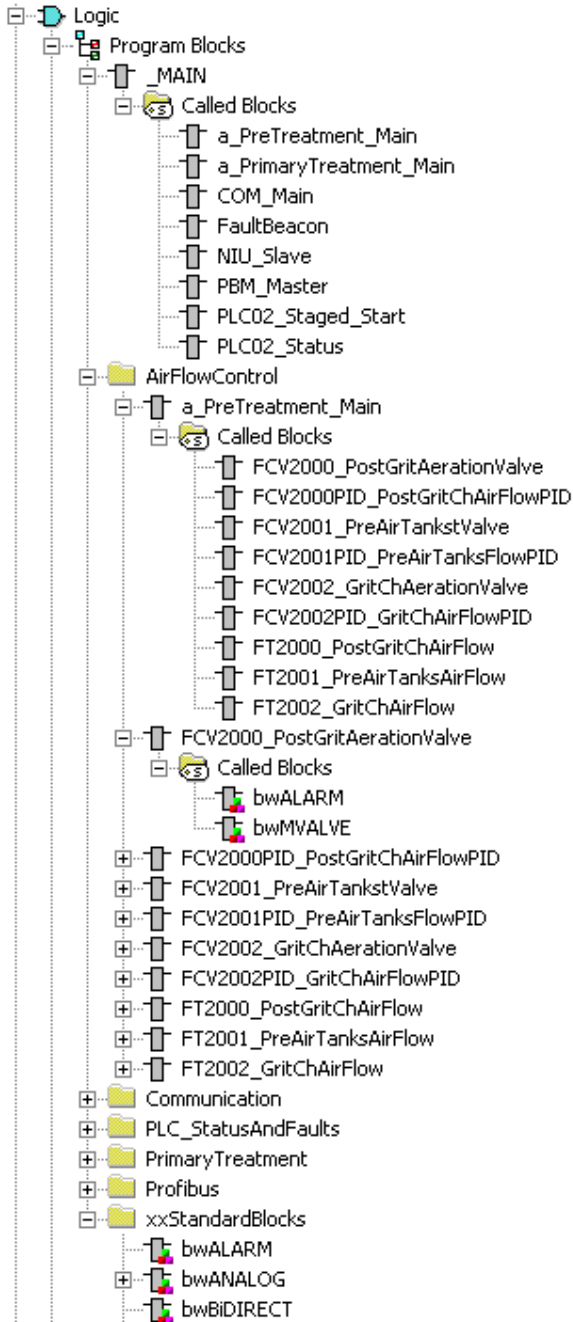 Logic
Program Blocks
_MAIN
Called Blocks
a_PreTreatment_Main
a_PrimaryTreatment_Main
COM_Main
FaultBeacon
NIU_Slave
PBM_Master
PLC02_Staged_Start
PLC02_Status
AirFlowControl
a_PreTreatment_Main
Called Blocks
FCV2000_PostGritAerationValve
FCV2000PID_PostGritChAirFlowPID
FCV2001_PreAirTankstValve
FCV2001PID_PreAirTanksFlowPID
FCV2002_GritChAerationValve
FCV2002PID_GritChAirFlowPID
FT2000_PostGritChAirFlow
FT2001_PreAirTanksAirFlow
FT2002_GritChAirFlow
FCV2000_PostGritAerationValve
Called Blocks
bwALARM
bwMVALVE
FCV2000PID_PostGritChAirFlowPID
FCV2001_PreAirTankstValve
FCV2001PID_PreAirTanksFlowPID
FCV2002_GritChAerationValve
FCV2002PID_GritChAirFlowPID
FT2000_PostGritChAirFlow
FT2001_PreAirTanksAirFlow
FT2002_GritChAirFlow
Communication
PLC_StatusAndFaults
PrimaryTreatment
Profibus
xxStandardBlocks
bwALARM
bwANALOG
bwBiDIRECT